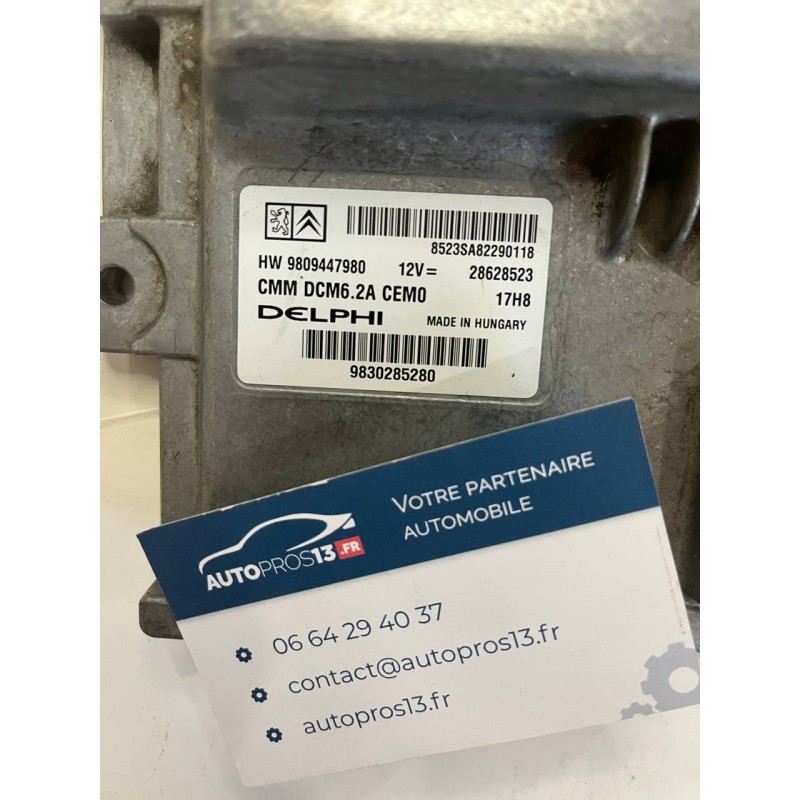 8523SA82290118
HW 9809447980 12V= 28628523
CMM DCM6.2A CEM0 17H8
DELPHI MADE IN HUNGARY
9830285280
VOTRE PARTENAIRE
AUTOMOBILE
AUTOPROS13.FR
06 64 29 40 37
contact@autopros13.fr
autopros13.fr